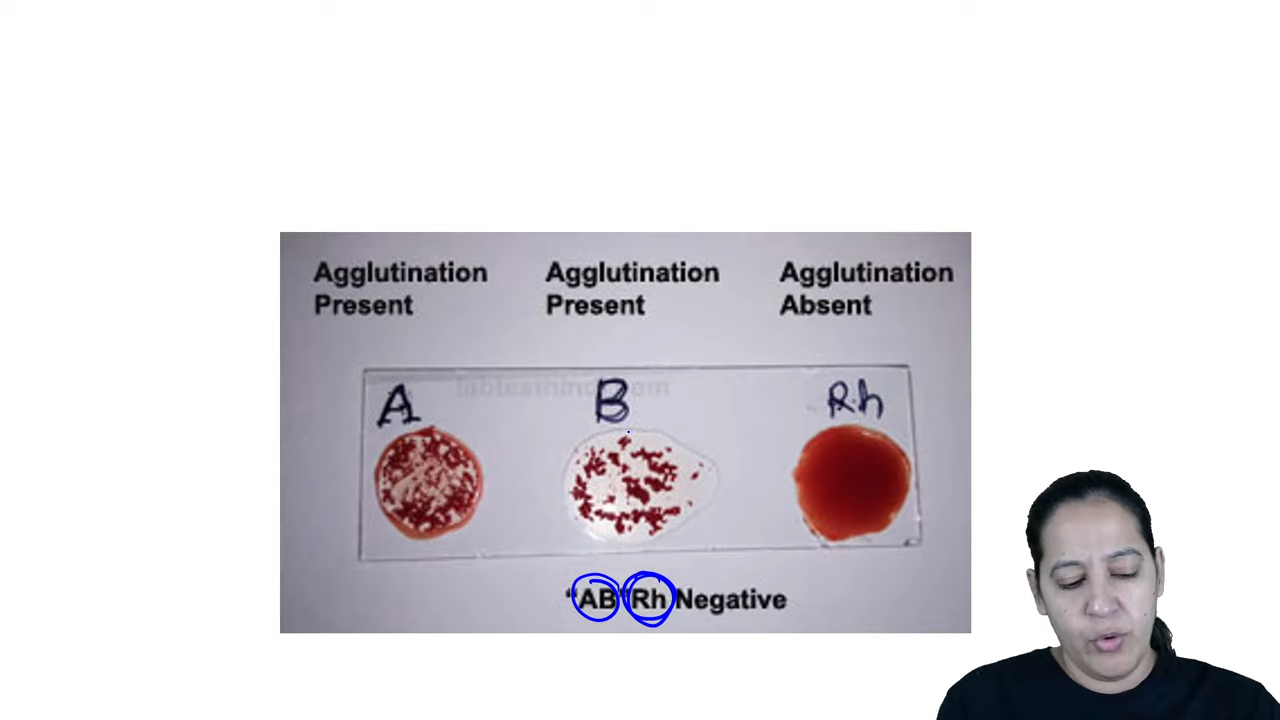 Agglutination
Present
Agglutination
Present
Agglutination
Absent
A
B
Rh
"AB"Rh Negative